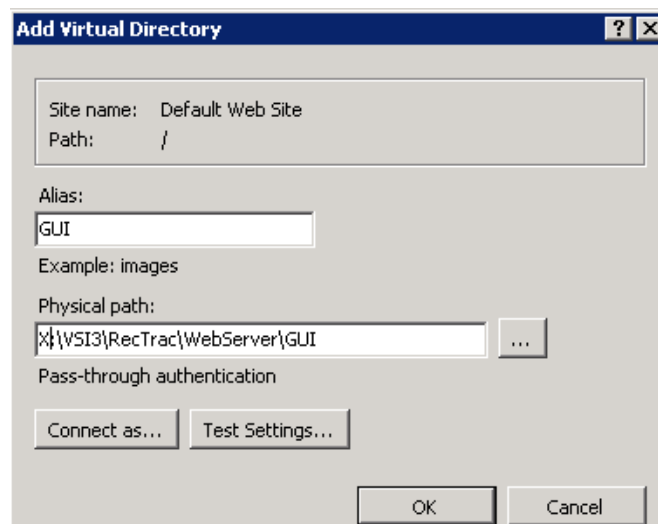 Add Virtual Directory
Site name: Default Web Site
Path: /
Alias:
GUI
Example: images
Physical path:
X:\VSI3\RecTrac\WebServer\GUI
...
Pass-through authentication
Connect as... Test Settings...
OK Cancel